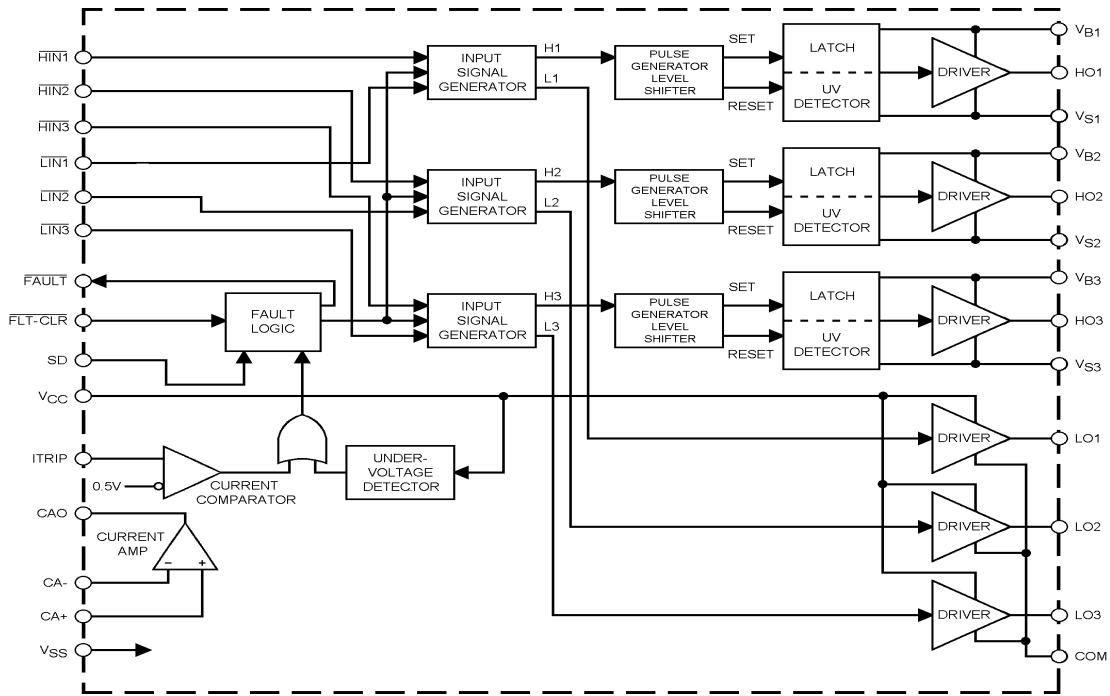 HIN1
HIN2
HIN3
LIN1
LIN2
LIN3
FAULT
FLT-CLR
SD
VCC
ITRIP
0.5V
CAO
CA-
CA+
VSS
INPUT
SIGNAL
GENERATOR
H1
L1
PULSE
GENERATOR
LEVEL
SHIFTER
SET
RESET
LATCH
UV
DETECTOR
DRIVER
VB1
HO1
VS1
INPUT
SIGNAL
GENERATOR
H2
L2
PULSE
GENERATOR
LEVEL
SHIFTER
SET
RESET
LATCH
UV
DETECTOR
DRIVER
VB2
HO2
VS2
INPUT
SIGNAL
GENERATOR
H3
L3
PULSE
GENERATOR
LEVEL
SHIFTER
SET
RESET
LATCH
UV
DETECTOR
DRIVER
VB3
HO3
VS3
FAULT
LOGIC
CURRENT
COMPARATOR
UNDER-
VOLTAGE
DETECTOR
CURRENT
AMP
-
+
DRIVER
LO1
DRIVER
LO2
DRIVER
LO3
COM